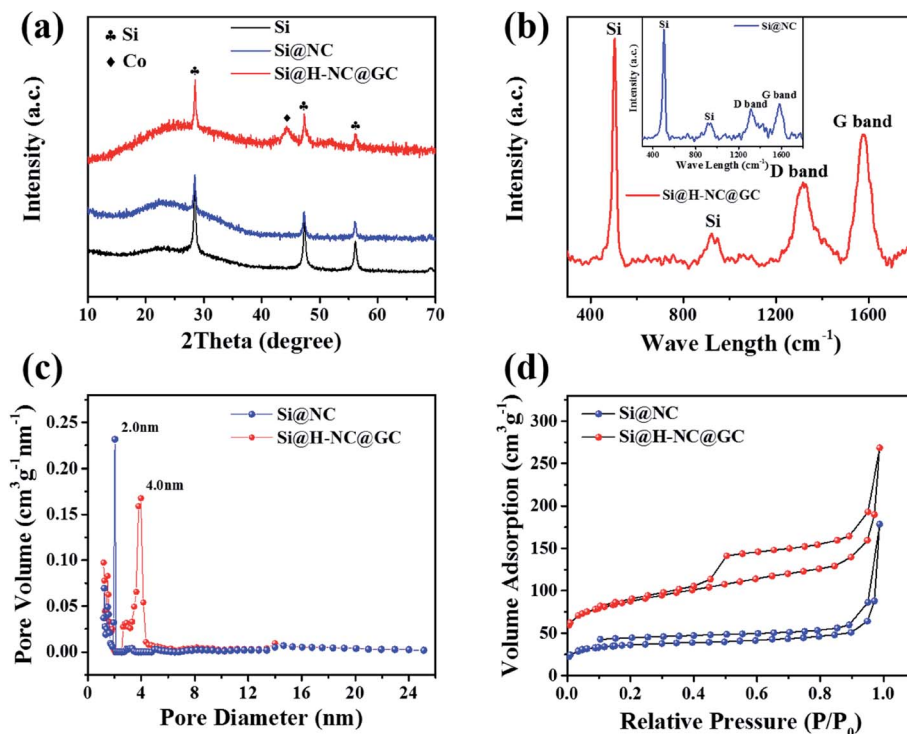 (a)
♣ Si
♦ Co
Si
Si@NC
Si@H-NC@GC
Intensity (a.c.)
10 20 30 40 50 60 70
2Theta (degree)
(b)
Si
Si
D band
G band
Si@H-NC@GC
Intensity (a.c.)
400 800 1200 1600
Wave Length (cm-1)
Si
Si
D band
G band
Si@NC
Intensity (a.c.)
400 800 1200 1600
Wave Length (cm-1)
(c)
Si@NC
Si@H-NC@GC
2.0nm
4.0nm
Pore Volume (cm3g-1nm-1)
0.25
0.20
0.15
0.10
0.05
0.00
0 4 8 12 16 20 24
Pore Diameter (nm)
(d)
Si@NC
Si@H-NC@GC
Volume Adsorption (cm3g-1)
300
250
200
150
100
50
0
0.0 0.2 0.4 0.6 0.8 1.0
Relative Pressure (P/P0)